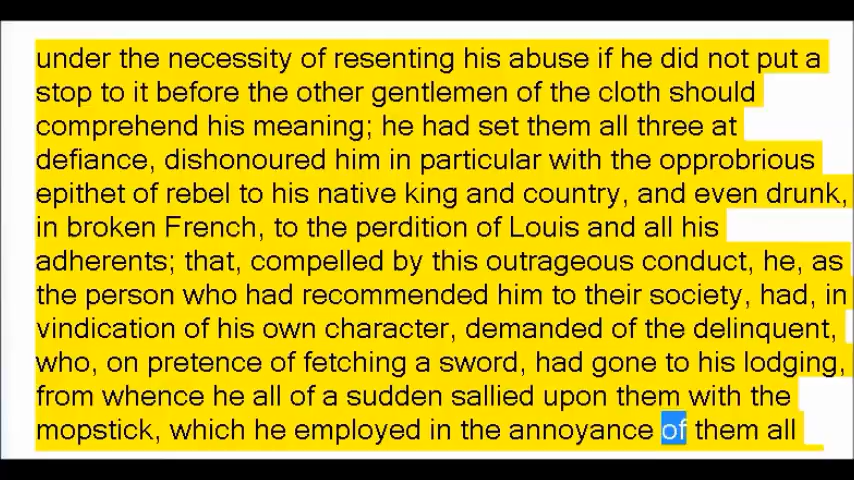 under the necessity of resenting his abuse if he did not put a
stop to it before the other gentlemen of the cloth should
comprehend his meaning; he had set them all three at
defiance, dishonoured him in particular with the opprobrious
epithet of rebel to his native king and country, and even drunk,
in broken French, to the perdition of Louis and all his
adherents; that, compelled by this outrageous conduct, he, as
the person who had recommended him to their society, had, in
vindication of his own character, demanded of the delinquent,
who, on pretence of fetching a sword, had gone to his lodging,
from whence he all of a sudden sallied upon them with the
mopstick, which he employed in the annoyance of them all